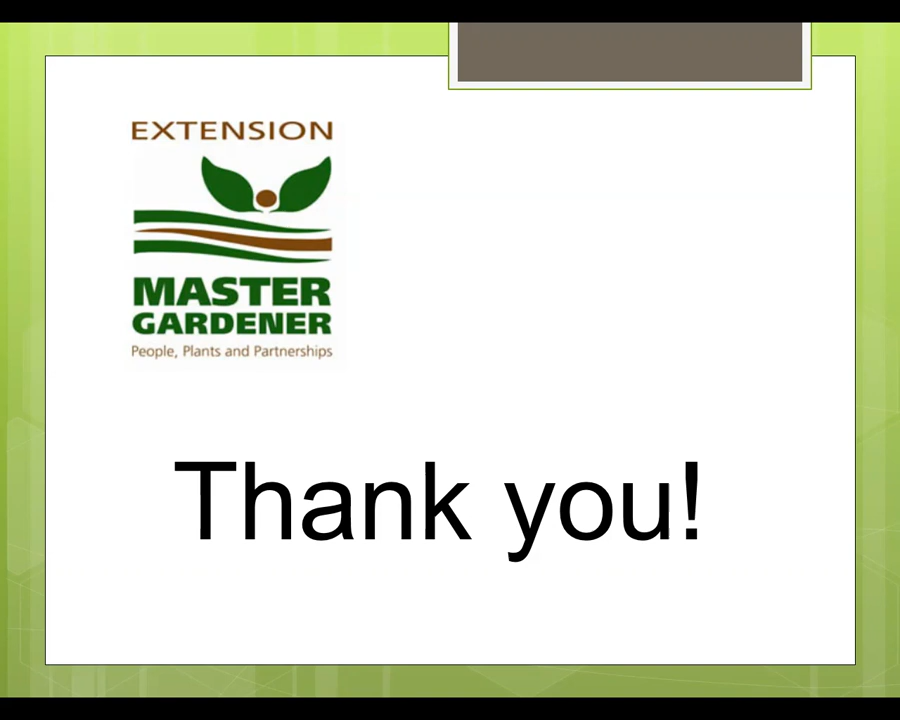 EXTENSION
MASTER
GARDENER
People, Plants and Partnerships
Thank you!